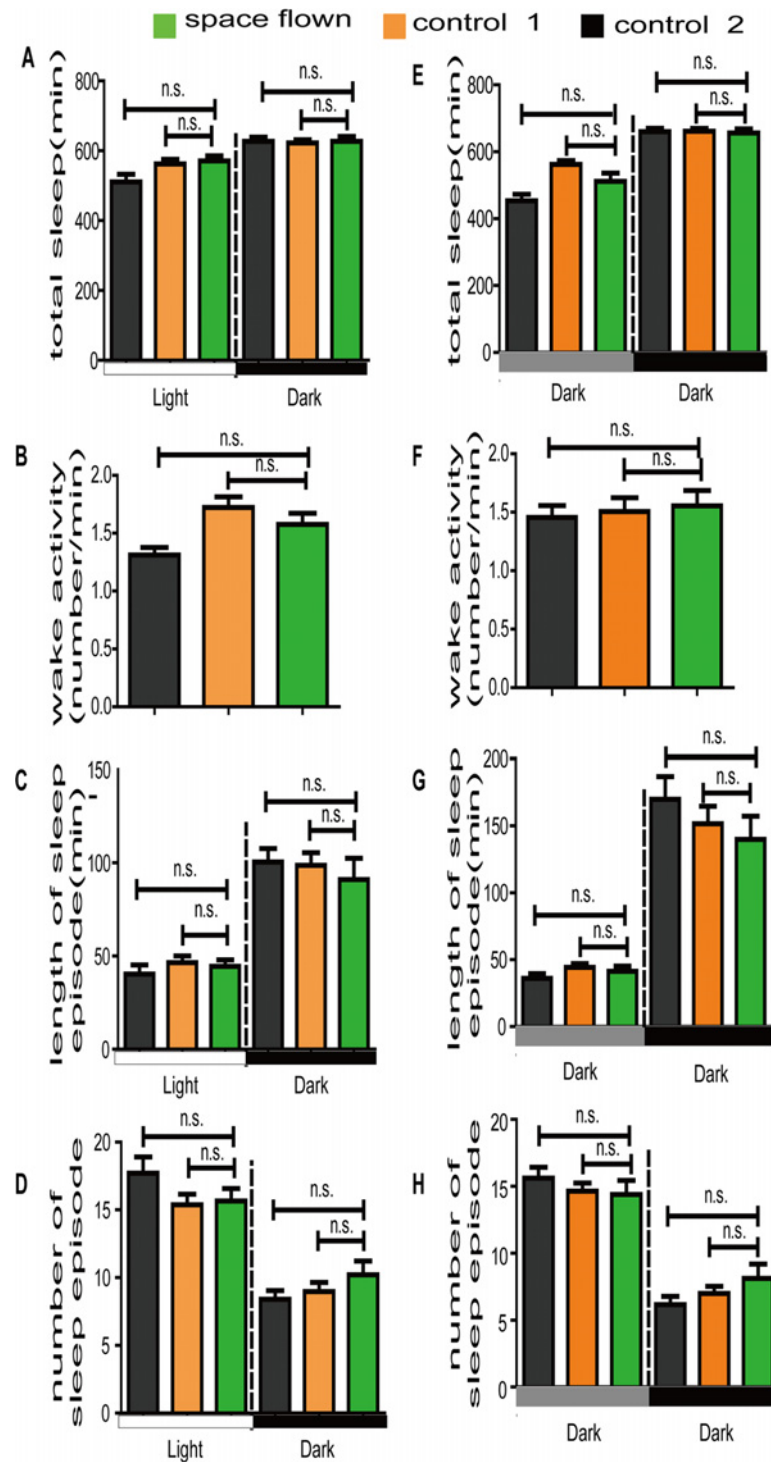 space flown control 1 control 2
A
total sleep(min)
800
600
400
200
0
n.s.
n.s.
n.s.
n.s.
Light Dark
E
total sleep(min)
800
600
400
200
0
n.s.
n.s.
n.s.
n.s.
Dark Dark
B
wake activity
(number/min)
2.0
1.5
1.0
0.5
0.0
n.s.
n.s.
F
wake activity
(number/min)
2.0
1.5
1.0
0.5
0.0
n.s.
n.s.
C
length of sleep
episode(min)
150
100
50
0
n.s.
n.s.
n.s.
n.s.
Light Dark
G
length of sleep
episode(min)
200
150
100
50
0
n.s.
n.s.
n.s.
n.s.
Dark Dark
D
number of
sleep episode
20
15
10
5
0
n.s.
n.s.
n.s.
n.s.
Light Dark
H
number of
sleep episode
20
15
10
5
0
n.s.
n.s.
n.s.
n.s.
Dark Dark